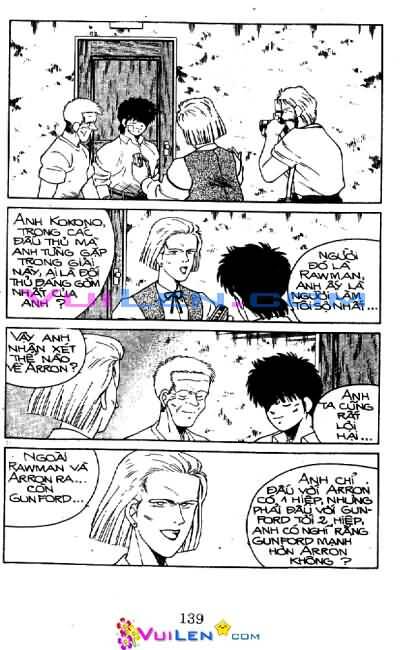 ANH KOKONO,
TRONG CÁC
ĐẤU THỦ MÀ
ANH TỪNG GẶP
TRONG GIẢI
NÀY, AI LÀ ĐỐI
THỦ ĐÁNG GỜM
NHẤT CỦA
ANH ?
NGƯỜI
ĐÓ LÀ
RAWMAN,
ANH ẤY LÀ
NGƯỜI LÀM
TÔI SỢ NHẤT...
VUILEN.COM
VẬY ANH
NHẬN XÉT
THẾ NÀO
VỀ ARRON?
ANH
TA CŨNG
RẤT
LỢI
HẠI...
NGOÀI
RAWMAN VÀ
ARRON RA...
CÒN
GUNFORD...
ANH CHỈ
ĐẤU VỚI ARRON
CÓ 1 HIỆP, NHƯNG
PHẢI ĐẤU VỚI GUN-
FORD TỚI 2 HIỆP,
ANH CÓ NGHĨ RẰNG
GUNFORD MẠNH
HƠN ARRON
KHÔNG ?
139
VUILEN.COM